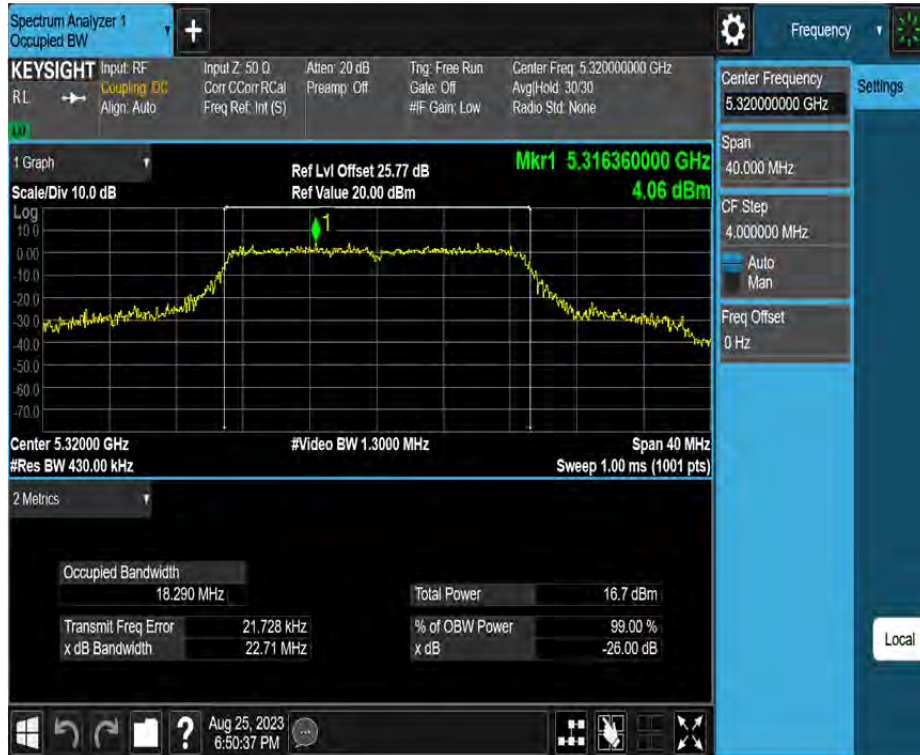 Spectrum Analyzer 1
Occupied BW
+
Frequency
KEYSIGHT
RL
Input: RF
Coupling: DC
Align: Auto
Input Z: 50 Ω
Corr CCorr RCal
Freq Ref: Int (S)
Atten: 20 dB
Preamp: Off
Trig: Free Run
Gate: Off
#IF Gain: Low
Center Freq: 5.320000000 GHz
Avg|Hold: 30/30
Radio Std: None
Center Frequency
5.320000000 GHz
Settings
Span
40.000 MHz
CF Step
4.000000 MHz
Auto
Man
Freq Offset
0 Hz
Local
1 Graph
Scale/Div 10.0 dB
Ref Lvl Offset 25.77 dB
Ref Value 20.00 dBm
Mkr1 5.316360000 GHz
4.06 dBm
Log
10.0
0.00
-10.0
-20.0
-30.0
-40.0
-50.0
-60.0
-70.0
1
Center 5.32000 GHz
#Res BW 430.00 kHz
#Video BW 1.3000 MHz
Span 40 MHz
Sweep 1.00 ms (1001 pts)
2 Metrics
Occupied Bandwidth
18.290 MHz
Transmit Freq Error 21.728 kHz
x dB Bandwidth 22.71 MHz
Total Power 16.7 dBm
% of OBW Power 99.00 %
x dB -26.00 dB
?
Aug 25, 2023
6:50:37 PM